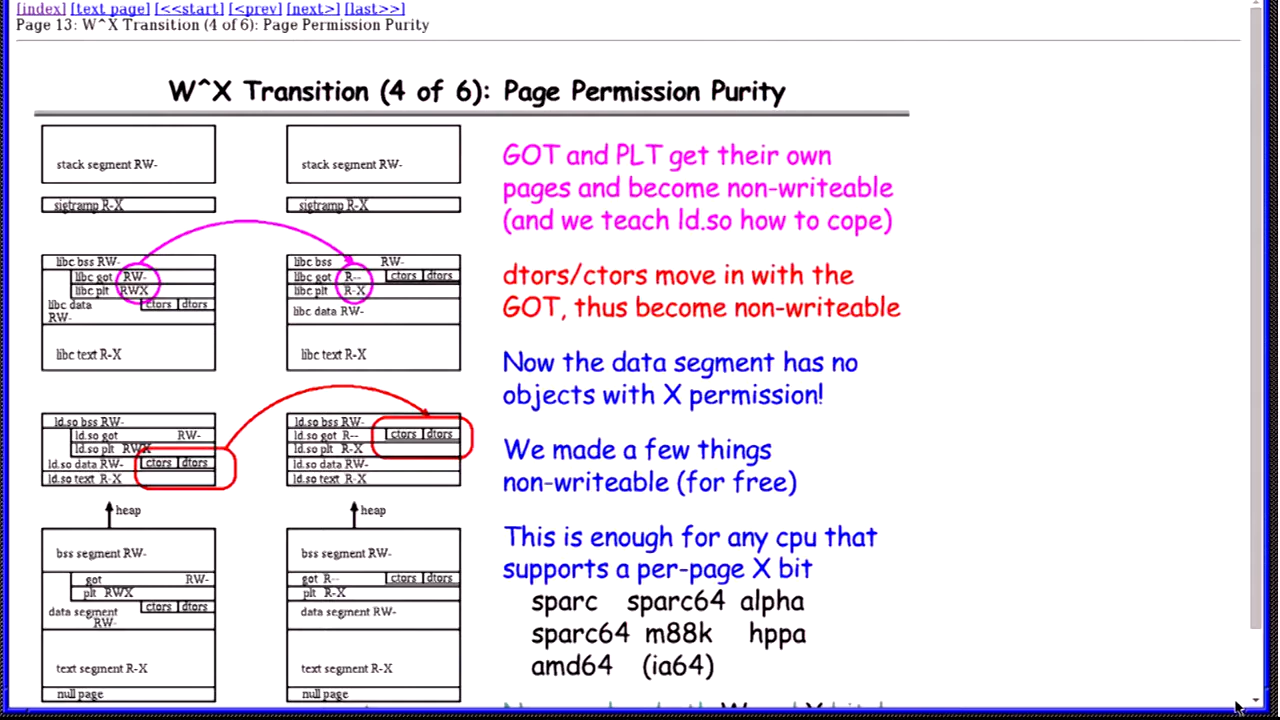 [index] [text page] [<<start] [<prev] [next>] [last>>]
Page 13: W^X Transition (4 of 6): Page Permission Purity
W^X Transition (4 of 6): Page Permission Purity
stack segment RW-
sigtramp R-X
libc bss RW-
libc got RW-
libc plt RWX
ctors dtors
libc data
RW-
libc text R-X
ld.so bss RW-
ld.so got RW-
ld.so plt RWX
ld.so data RW- ctors dtors
ld.so text R-X
heap
bss segment RW-
got RW-
plt RWX
ctors dtors
data segment
RW-
text segment R-X
null page
stack segment RW-
sigtramp R-X
libc bss RW-
libc got R-- ctors dtors
libc plt R-X
libc data RW-
libc text R-X
ld.so bss RW-
ld.so got R-- ctors dtors
ld.so plt R-X
ld.so data RW-
ld.so text R-X
heap
bss segment RW-
got R-- ctors dtors
plt R-X
data segment RW-
text segment R-X
null page
GOT and PLT get their own
pages and become non-writeable
(and we teach ld.so how to cope)
dtors/ctors move in with the
GOT, thus become non-writeable
Now the data segment has no
objects with X permission!
We made a few things
non-writeable (for free)
This is enough for any cpu that
supports a per-page X bit
sparc sparc64 alpha
sparc64 m88k hppa
amd64 (ia64)